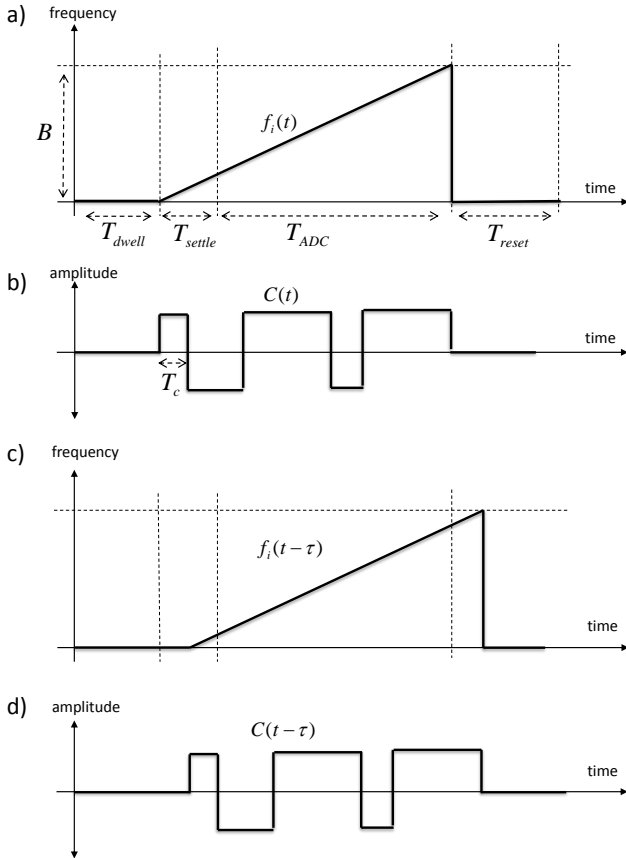 a) frequency
B
f_i(t)
time
T_dwell T_settle T_ADC T_reset
b) amplitude
C(t)
time
T_c
c) frequency
f_i(t − τ)
time
d) amplitude
C(t − τ)
time